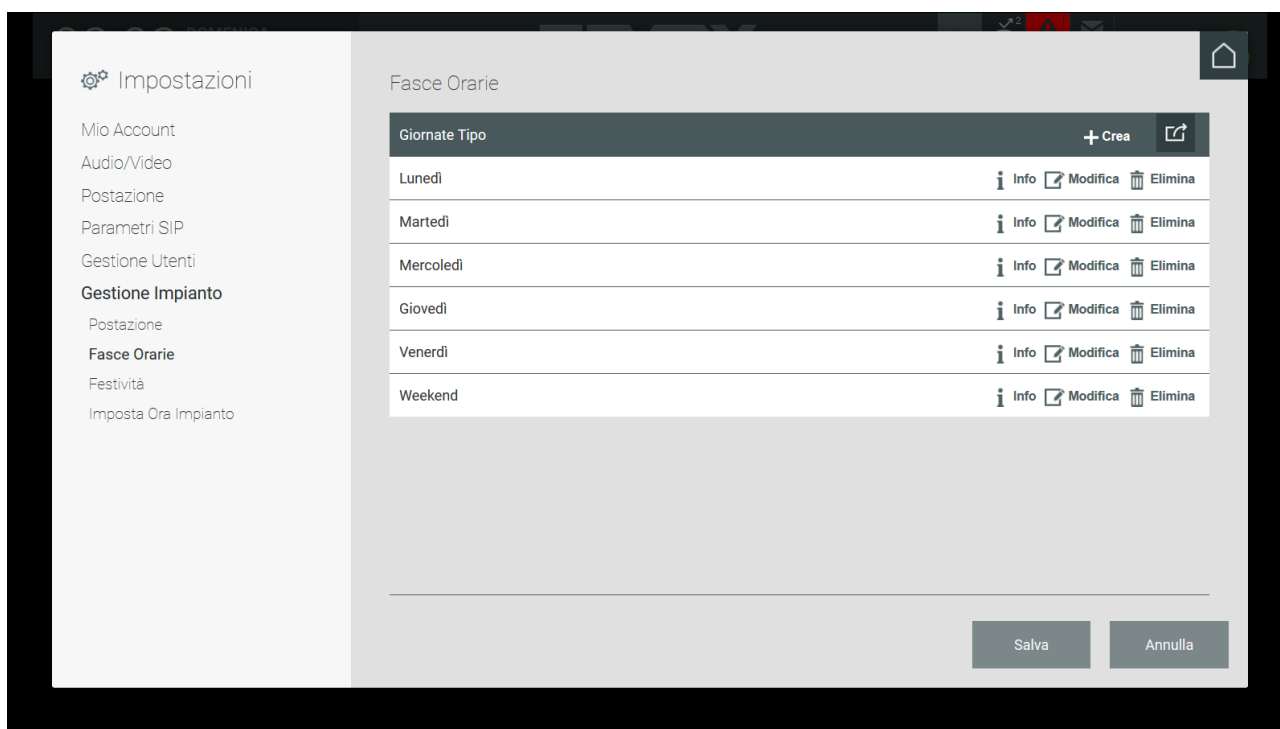 Impostazioni
Mio Account
Audio/Video
Postazione
Parametri SIP
Gestione Utenti
Gestione Impianto
Postazione
Fasce Orarie
Festività
Imposta Ora Impianto
Fasce Orarie
Giornate Tipo Crea
Lunedì Info Modifica Elimina
Martedì Info Modifica Elimina
Mercoledì Info Modifica Elimina
Giovedì Info Modifica Elimina
Venerdì Info Modifica Elimina
Weekend Info Modifica Elimina
Salva Annulla